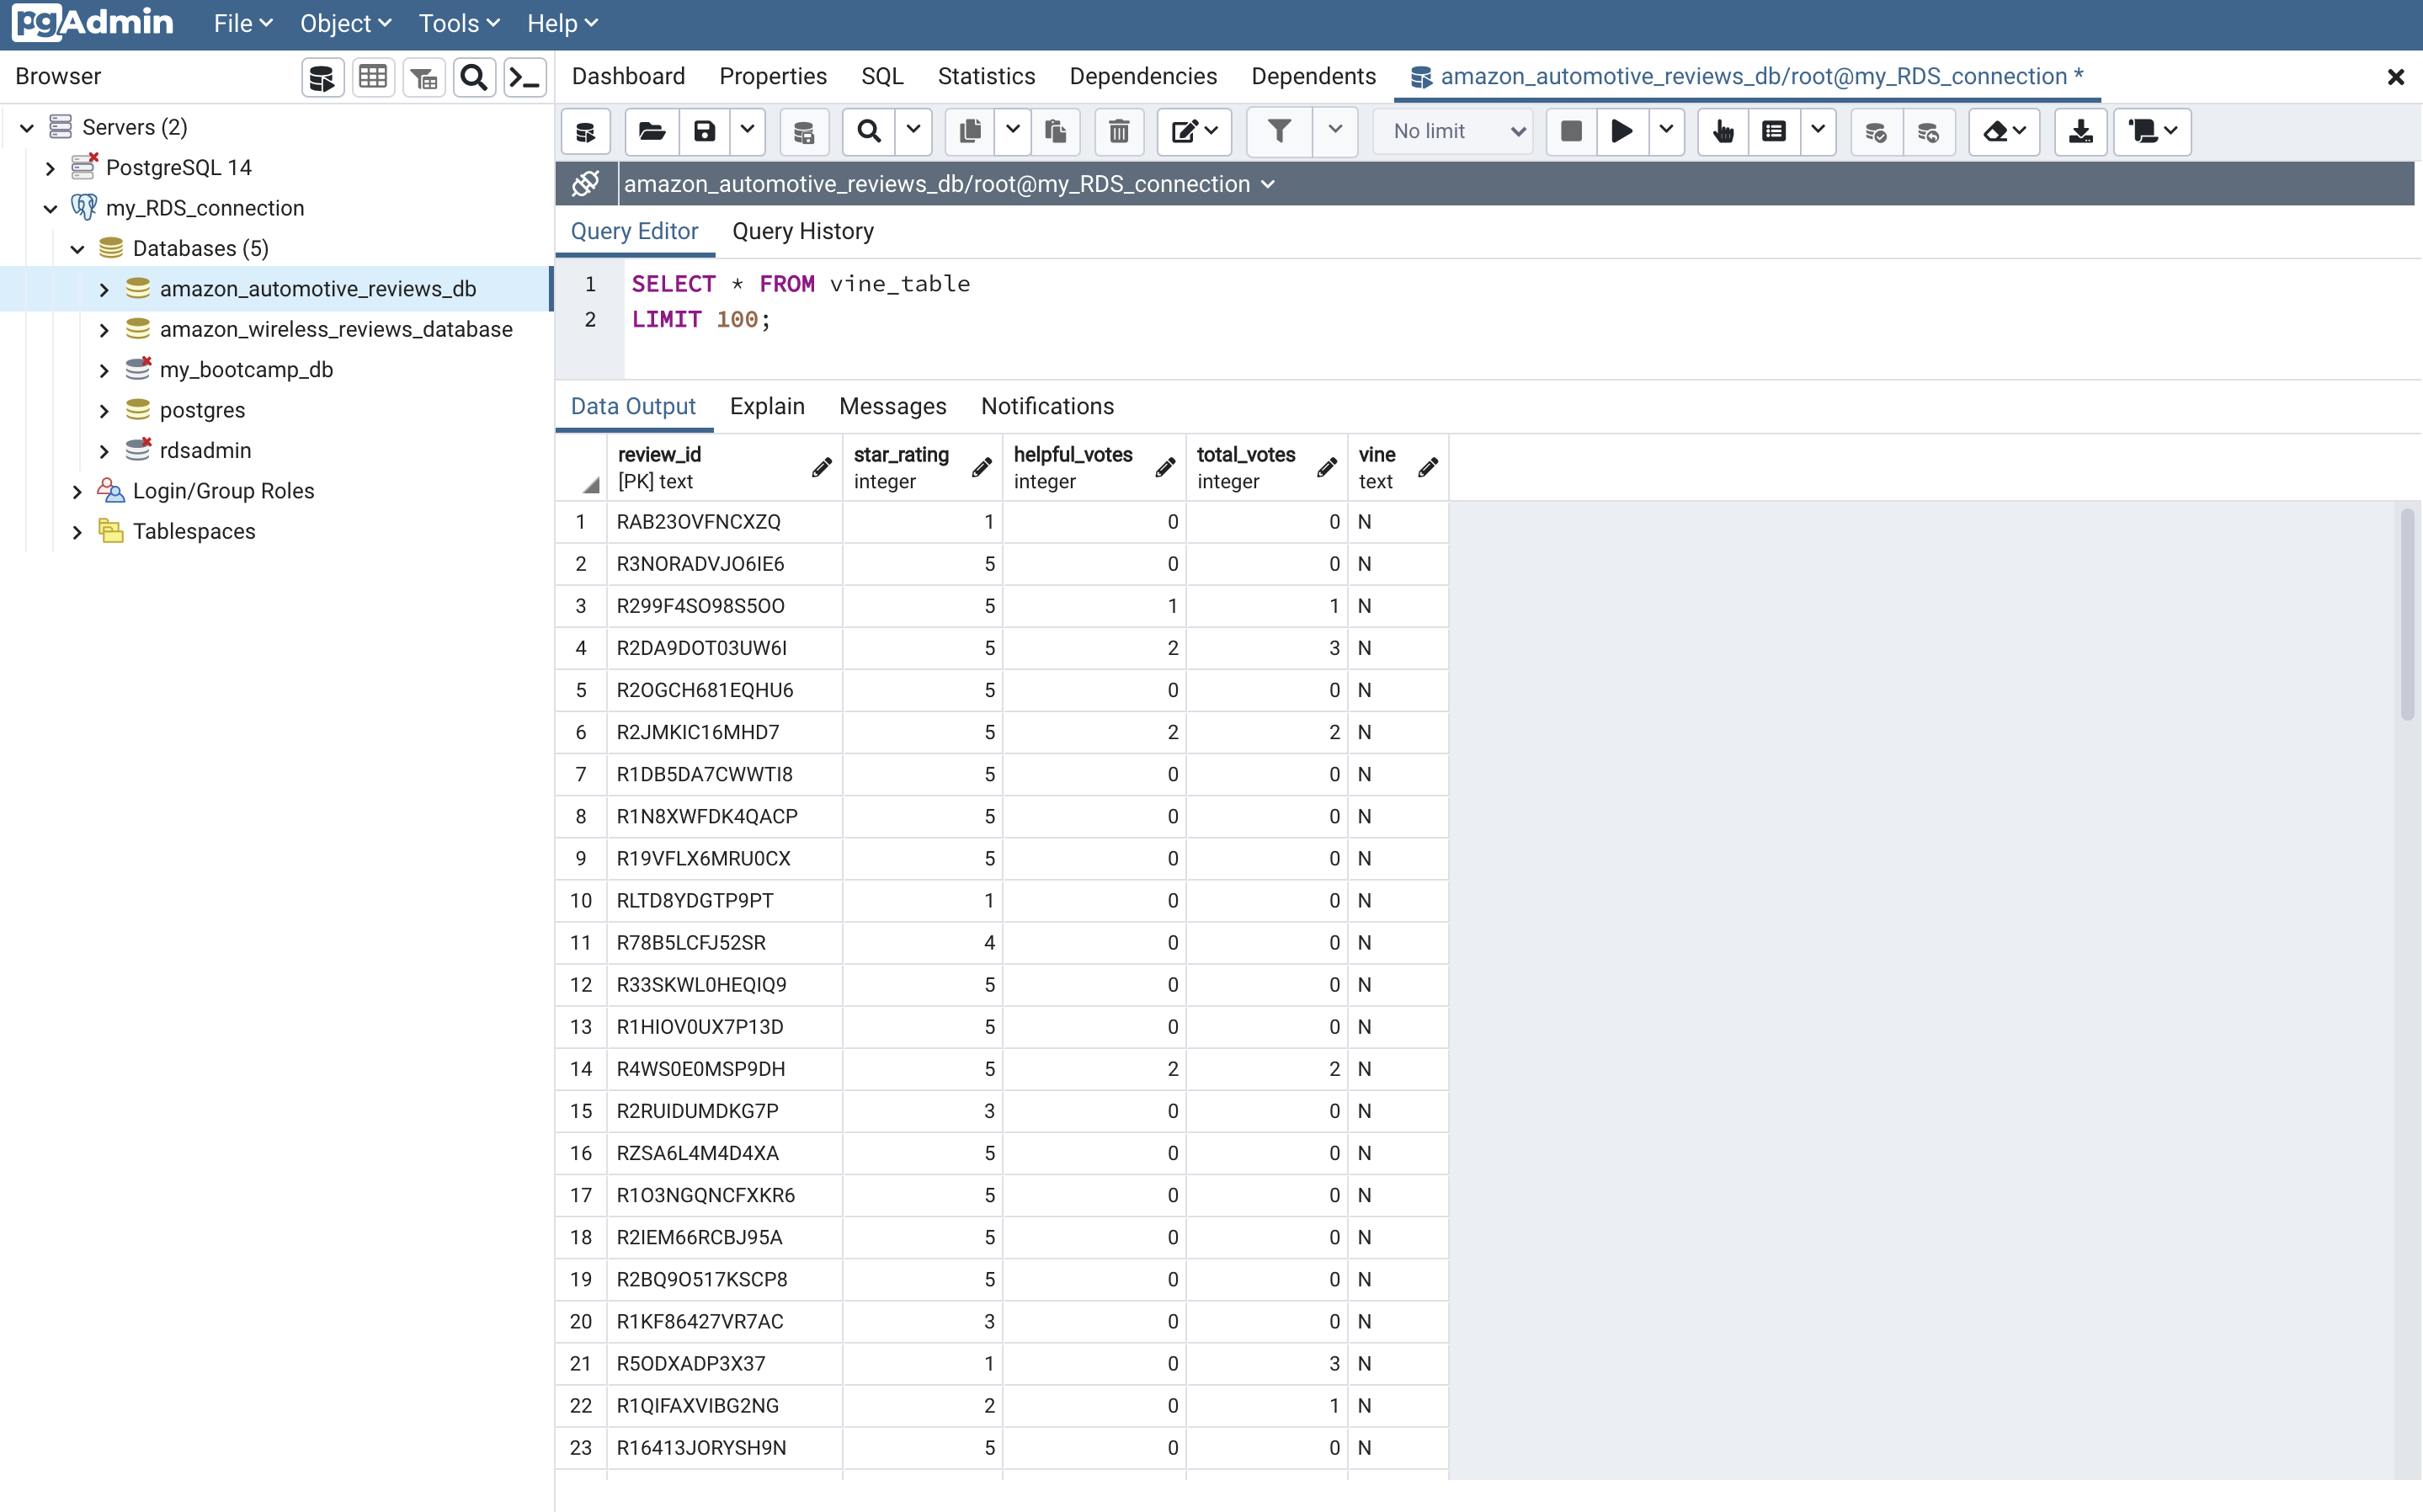 pgAdmin File Object Tools Help
Browser
Dashboard Properties SQL Statistics Dependencies Dependents amazon_automotive_reviews_db/root@my_RDS_connection *
Servers (2)
PostgreSQL 14
my_RDS_connection
Databases (5)
amazon_automotive_reviews_db
amazon_wireless_reviews_database
my_bootcamp_db
postgres
rdsadmin
Login/Group Roles
Tablespaces
No limit
amazon_automotive_reviews_db/root@my_RDS_connection
Query Editor Query History
1 SELECT * FROM vine_table
2 LIMIT 100;
Data Output Explain Messages Notifications
review_id star_rating helpful_votes total_votes vine
[PK] text integer integer integer text
1 RAB23OVFNCXZQ 1 0 0 N
2 R3NORADVJO6IE6 5 0 0 N
3 R299F4SO98S5OO 5 1 1 N
4 R2DA9DOT03UW6I 5 2 3 N
5 R2OGCH681EQHU6 5 0 0 N
6 R2JMKIC16MHD7 5 2 2 N
7 R1DB5DA7CWWTI8 5 0 0 N
8 R1N8XWFDK4QACP 5 0 0 N
9 R19VFLX6MRU0CX 5 0 0 N
10 RLTD8YDGTP9PT 1 0 0 N
11 R78B5LCFJ52SR 4 0 0 N
12 R33SKWL0HEQIQ9 5 0 0 N
13 R1HIOV0UX7P13D 5 0 0 N
14 R4WS0E0MSP9DH 5 2 2 N
15 R2RUIDUMDKG7P 3 0 0 N
16 RZSA6L4M4D4XA 5 0 0 N
17 R1O3NGQNCFXKR6 5 0 0 N
18 R2IEM66RCBJ95A 5 0 0 N
19 R2BQ9O517KSCP8 5 0 0 N
20 R1KF86427VR7AC 3 0 0 N
21 R5ODXADP3X37 1 0 3 N
22 R1QIFAXVIBG2NG 2 0 1 N
23 R16413JORYSH9N 5 0 0 N